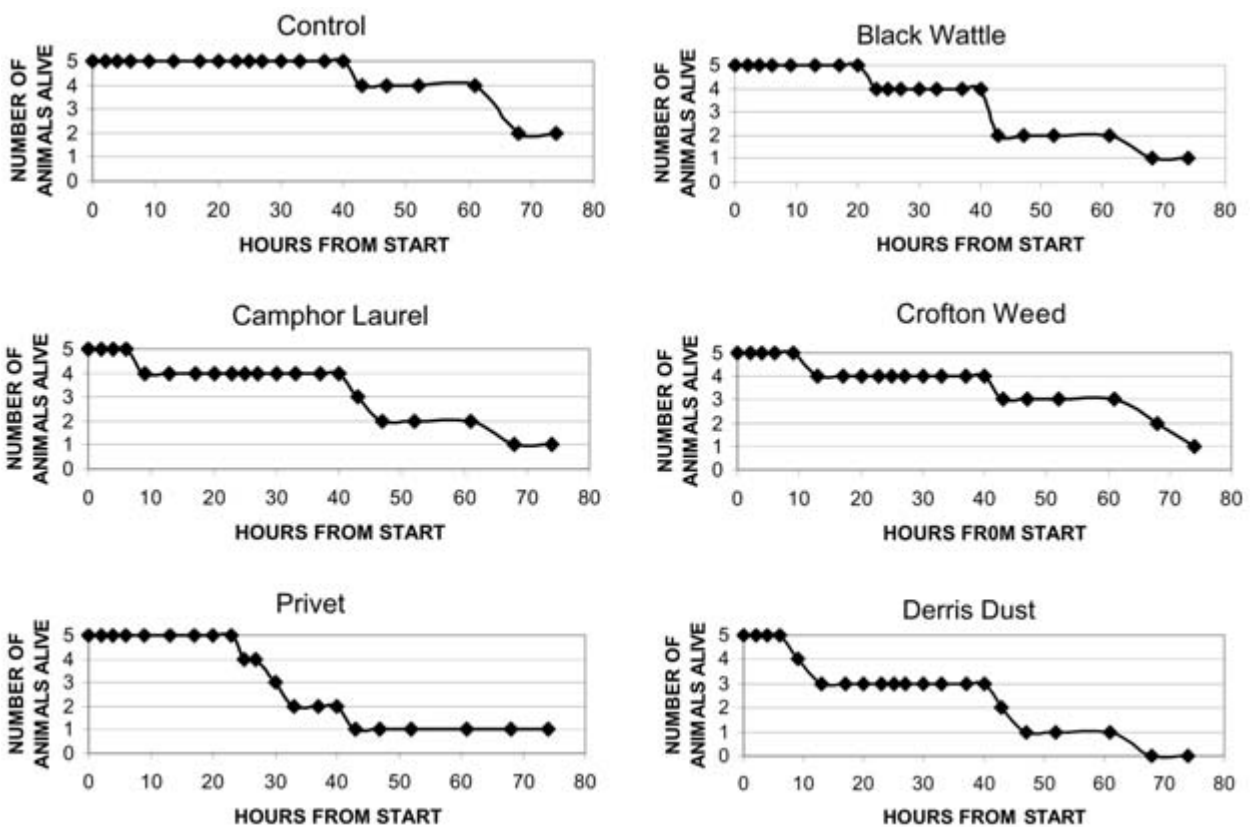 Control
NUMBER OF
ANIMALS ALIVE
5
4
3
2
1
0
0 10 20 30 40 50 60 70 80
HOURS FROM START
Black Wattle
NUMBER OF
ANIMALS ALIVE
5
4
3
2
1
0
0 10 20 30 40 50 60 70 80
HOURS FROM START
Camphor Laurel
NUMBER OF
ANIMALS ALIVE
5
4
3
2
1
0
0 10 20 30 40 50 60 70 80
HOURS FROM START
Crofton Weed
NUMBER OF
ANIMALS ALIVE
5
4
3
2
1
0
0 10 20 30 40 50 60 70 80
HOURS FR0M START
Privet
NUMBER OF
ANIMALS ALIVE
5
4
3
2
1
0
0 10 20 30 40 50 60 70 80
HOURS FROM START
Derris Dust
NUMBER OF
ANIMALS ALIVE
5
4
3
2
1
0
0 10 20 30 40 50 60 70 80
HOURS FROM START